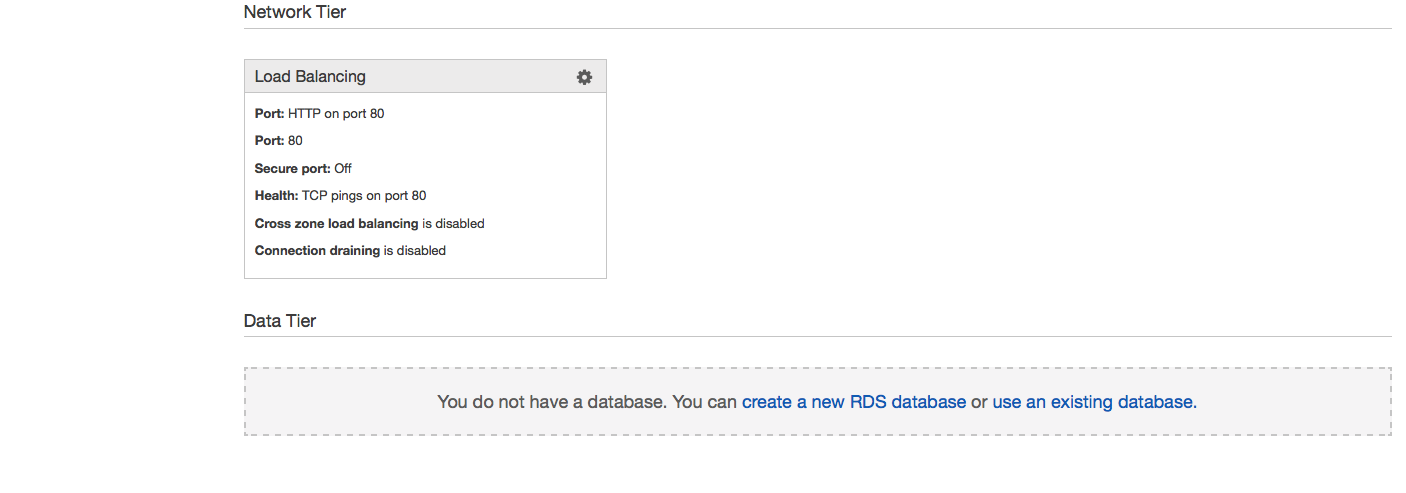 Network Tier
Load Balancing
Port: HTTP on port 80
Port: 80
Secure port: Off
Health: TCP pings on port 80
Cross zone load balancing is disabled
Connection draining is disabled
Data Tier
You do not have a database. You can create a new RDS database or use an existing database.